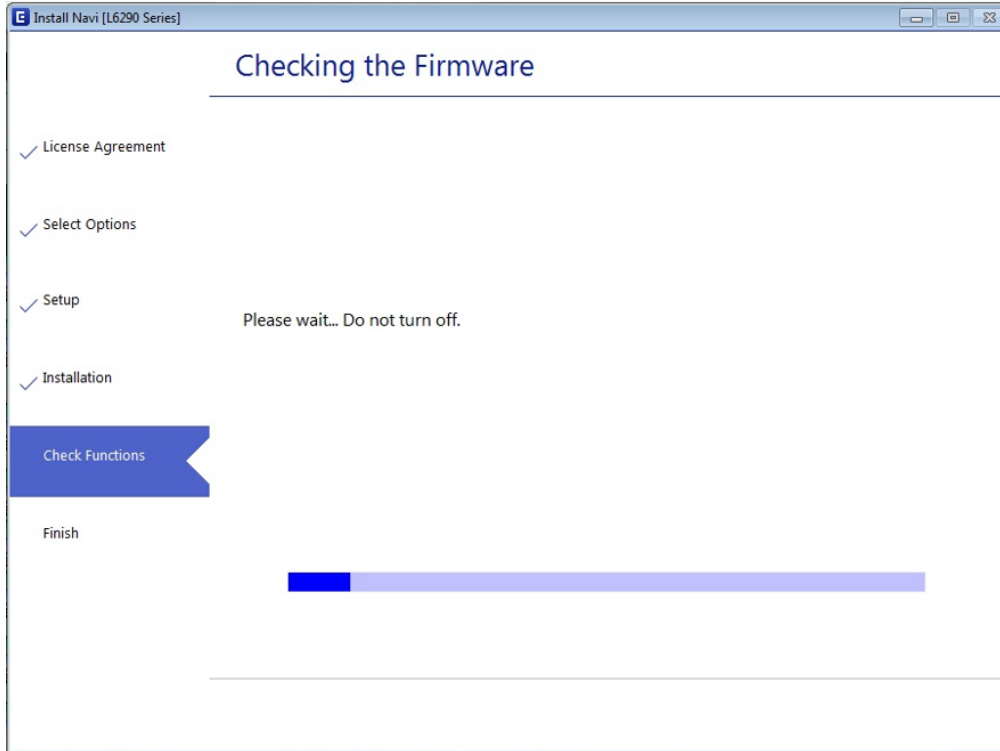 E Install Navi [L6290 Series]
Checking the Firmware
License Agreement
Select Options
Setup
Please wait... Do not turn off.
Installation
Check Functions
Finish